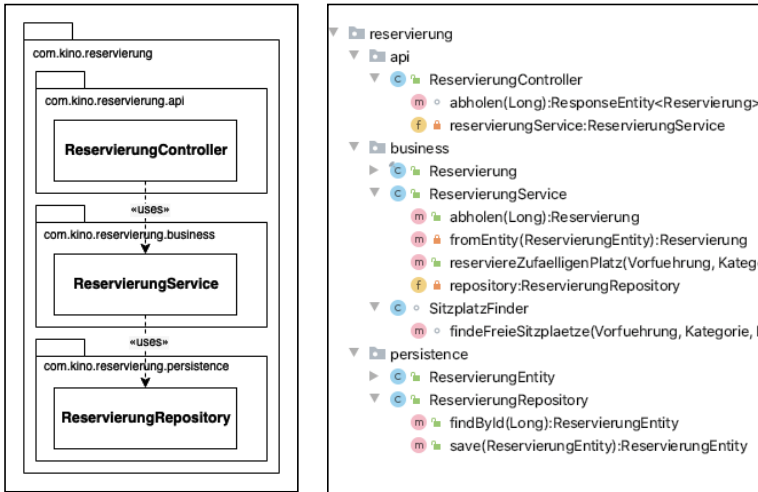 com.kino.reservierung
com.kino.reservierung.api
ReservierungController
«uses»
com.kino.reservierung.business
ReservierungService
«uses»
com.kino.reservierung.persistence
ReservierungRepository
reservierung
api
ReservierungController
abholen(Long):ResponseEntity<Reservierung>
reservierungService:ReservierungService
business
Reservierung
ReservierungService
abholen(Long):Reservierung
fromEntity(ReservierungEntity):Reservierung
reserviereZufaelligenPlatz(Vorfuehrung, Katego
repository:ReservierungRepository
SitzplatzFinder
findeFreieSitzplaetze(Vorfuehrung, Kategorie,
persistence
ReservierungEntity
ReservierungRepository
findById(Long):ReservierungEntity
save(ReservierungEntity):ReservierungEntity